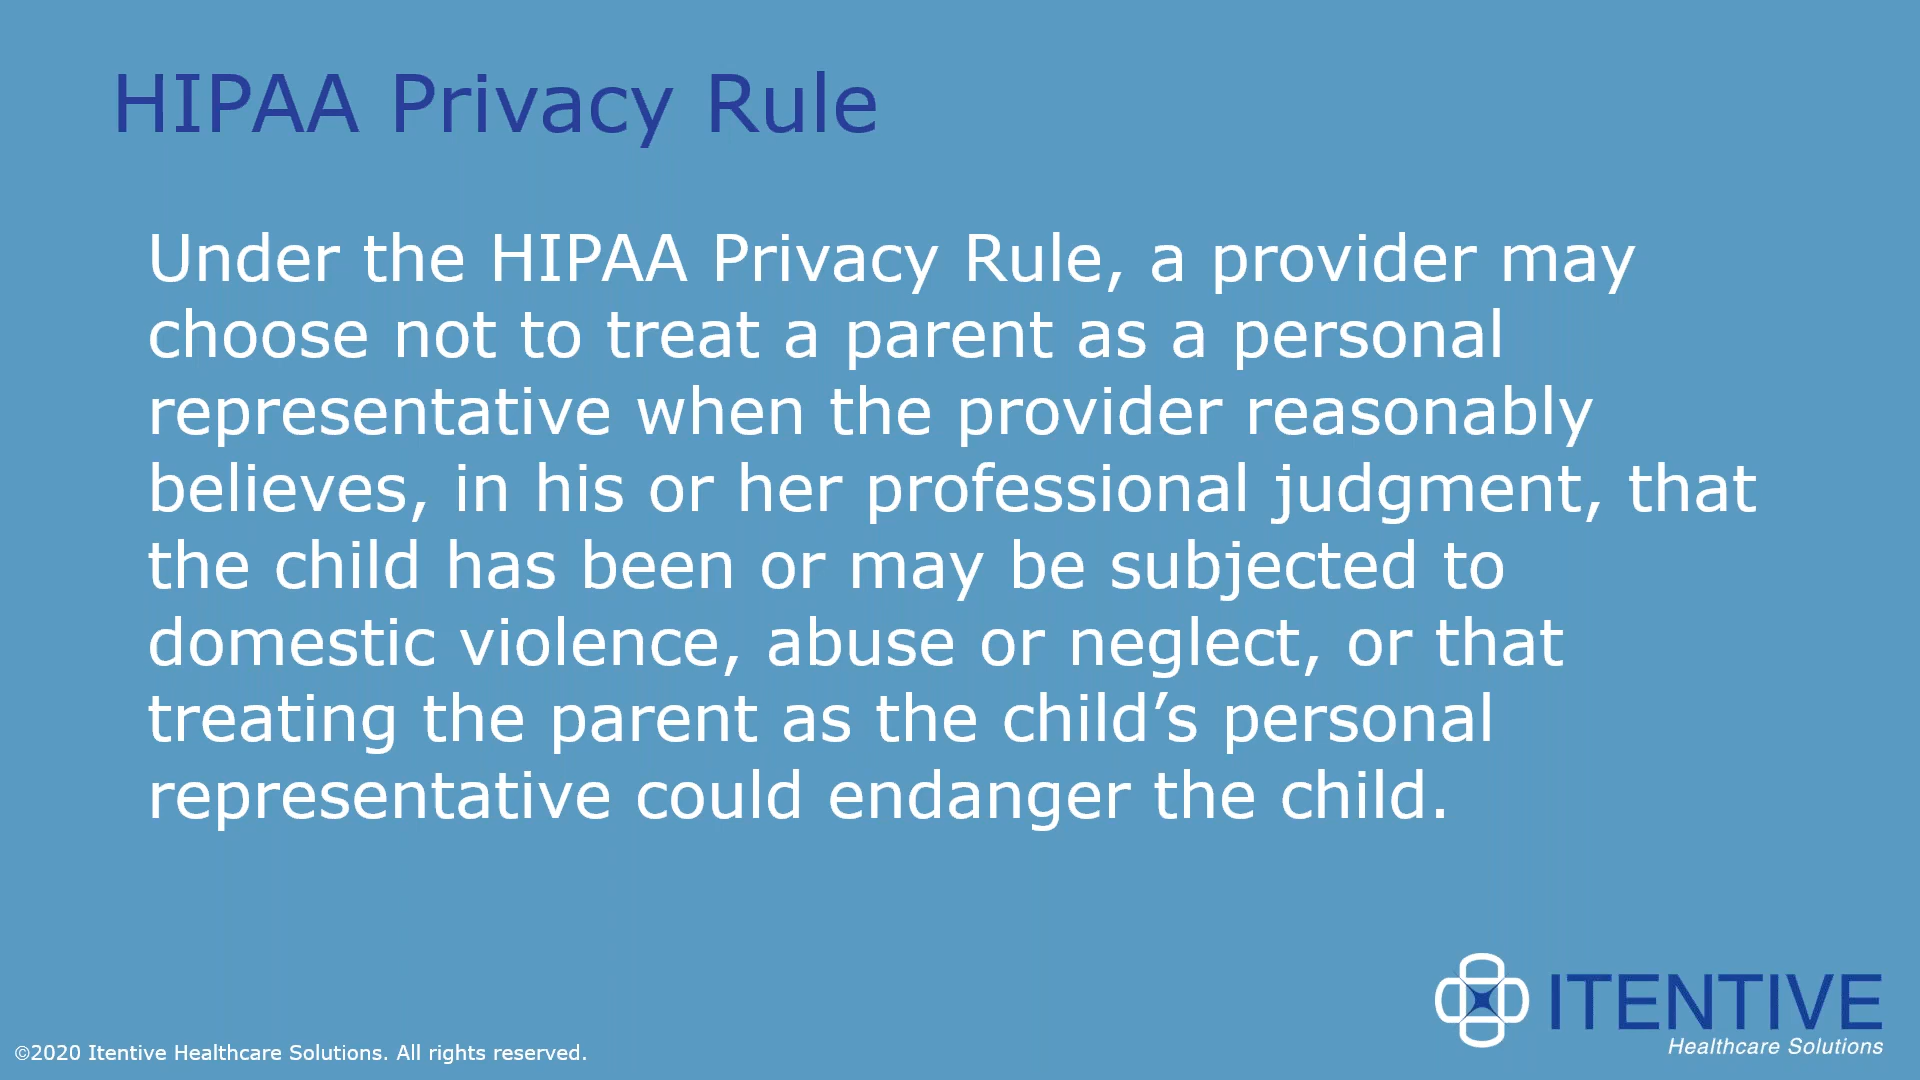 HIPAA Privacy Rule
Under the HIPAA Privacy Rule, a provider may
choose not to treat a parent as a personal
representative when the provider reasonably
believes, in his or her professional judgment, that
the child has been or may be subjected to
domestic violence, abuse or neglect, or that
treating the parent as the child’s personal
representative could endanger the child.
ITENTIVE
Healthcare Solutions
©2020 Itentive Healthcare Solutions. All rights reserved.